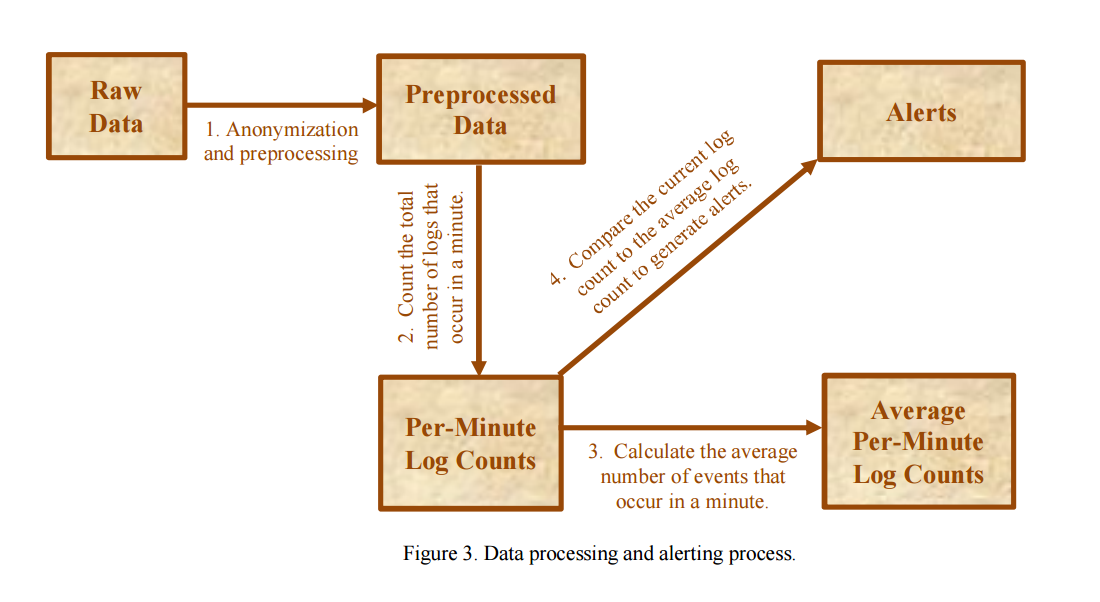 Raw
Data
1. Anonymization
and preprocessing
Preprocessed
Data
2. Count the total
number of logs that
occur in a minute.
Per-Minute
Log Counts
3. Calculate the average
number of events that
occur in a minute.
Average
Per-Minute
Log Counts
4. Compare the current log
count to the average log
count to generate alerts.
Alerts
Figure 3. Data processing and alerting process.